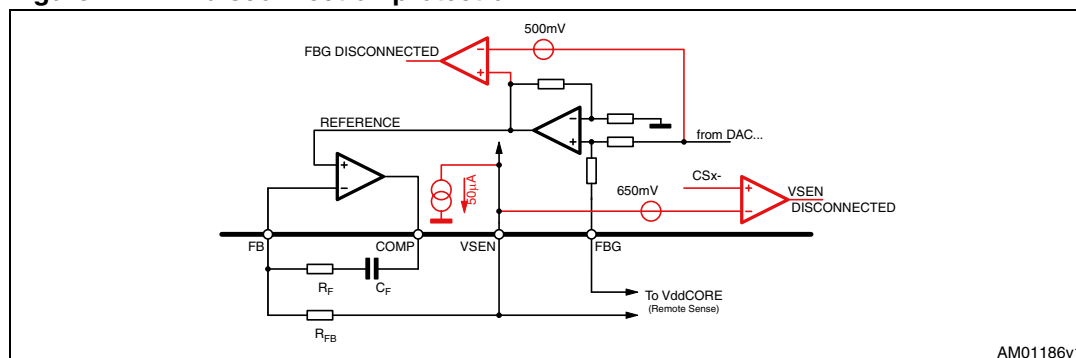 500mV
FBG DISCONNECTED
REFERENCE
from DAC...
50µA
CSx-
650mV
VSEN
DISCONNECTED
FB
COMP
VSEN
FBG
RF
CF
To VddCORE
(Remote Sense)
RFB